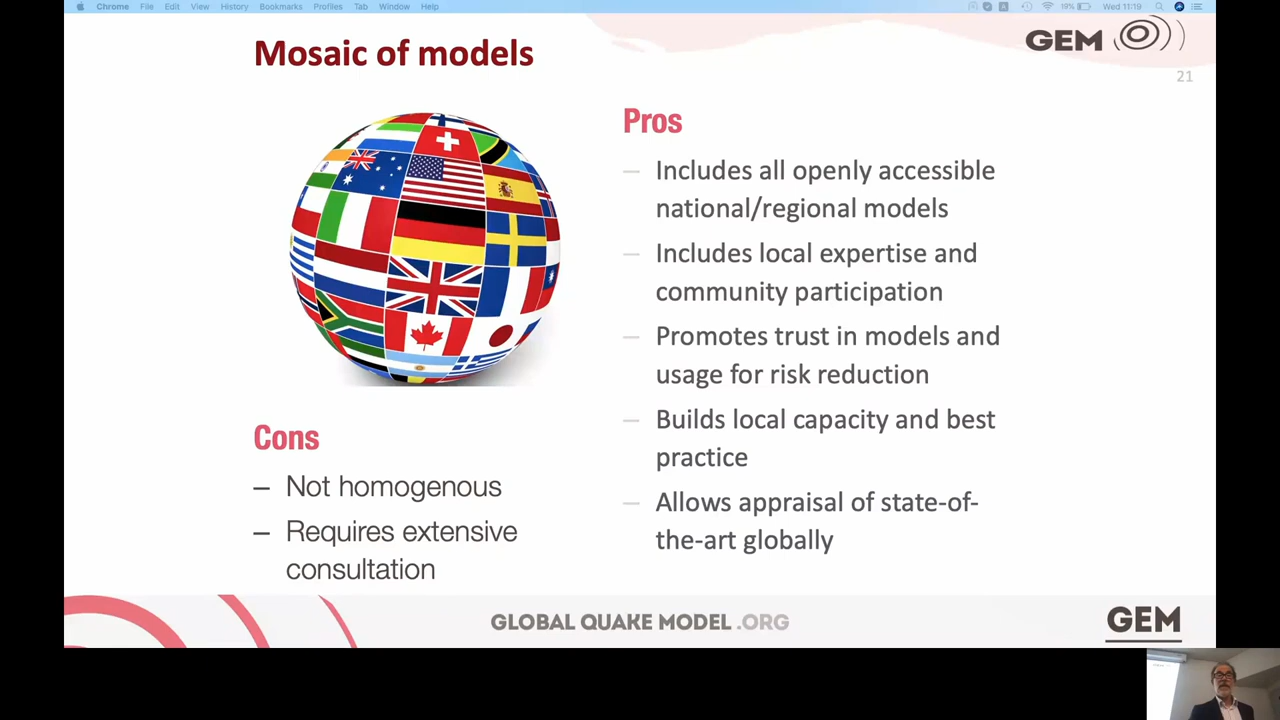 Chrome File Edit View History Bookmarks Profiles Tab Window Help
19% Wed 11:19
Mosaic of models
GEM
21
Pros
— Includes all openly accessible
national/regional models
— Includes local expertise and
community participation
— Promotes trust in models and
usage for risk reduction
— Builds local capacity and best
practice
— Allows appraisal of state-of-
the-art globally
Cons
– Not homogenous
– Requires extensive
consultation
GLOBAL QUAKE MODEL .ORG
GEM